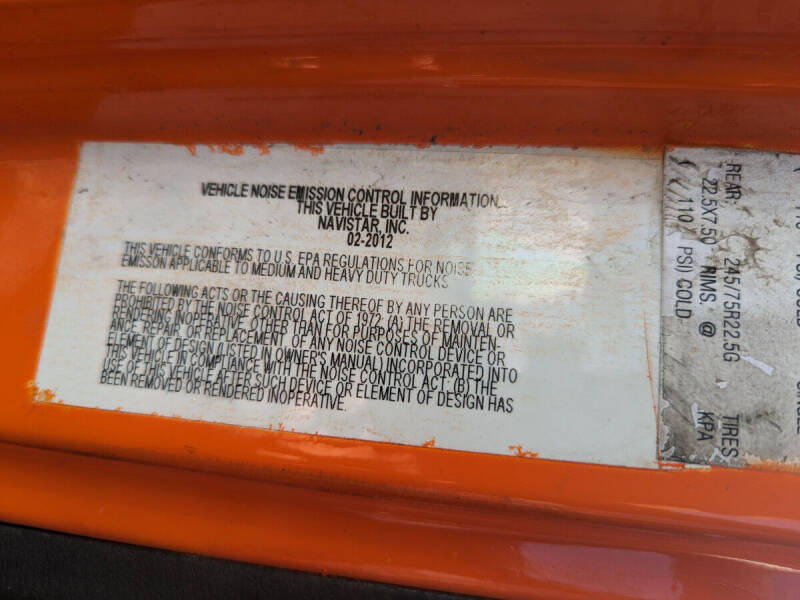 VEHICLE NOISE EMISSION CONTROL INFORMATION
THIS VEHICLE BUILT BY
NAVISTAR, INC.
02-2012
THIS VEHICLE CONFORMS TO U.S. EPA REGULATIONS FOR NOISE
EMISSON APPLICABLE TO MEDIUM AND HEAVY DUTY TRUCKS
THE FOLLOWING ACTS OR THE CAUSING THEREOF BY ANY PERSON ARE
PROHIBITED BY THE NOISE CONTROL ACT OF 1972 (A) THE REMOVAL OR
RENDERING INOPERATIVE, OTHER THAN FOR PURPOSES OF MAINTEN-
ANCE, REPAIR, OR REPLACEMENT, OF ANY NOISE CONTROL DEVICE OR
ELEMENT OF DESIGN (LISTED IN OWNER'S MANUAL) INCORPORATED INTO
THIS VEHICLE IN COMPLIANCE WITH THE NOISE CONTROL ACT. (B) THE
USE OF THIS VEHICLE AFTER SUCH DEVICE OR ELEMENT OF DESIGN HAS
BEEN REMOVED OR RENDERED INOPERATIVE.
REAR: 245/75R22.5G TIRES
22.5X7.50 RIMS, @ KPA
110 PSI) COLD